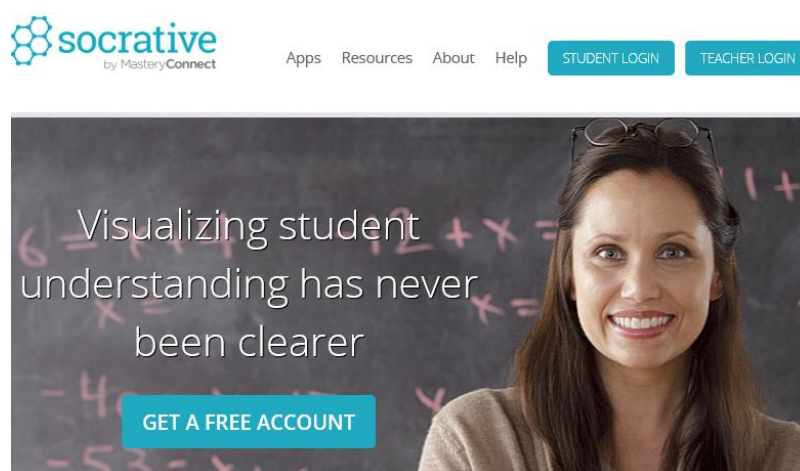 socrative
by MasteryConnect
Apps Resources About Help STUDENT LOGIN TEACHER LOGIN
Visualizing student
understanding has never
been clearer
GET A FREE ACCOUNT